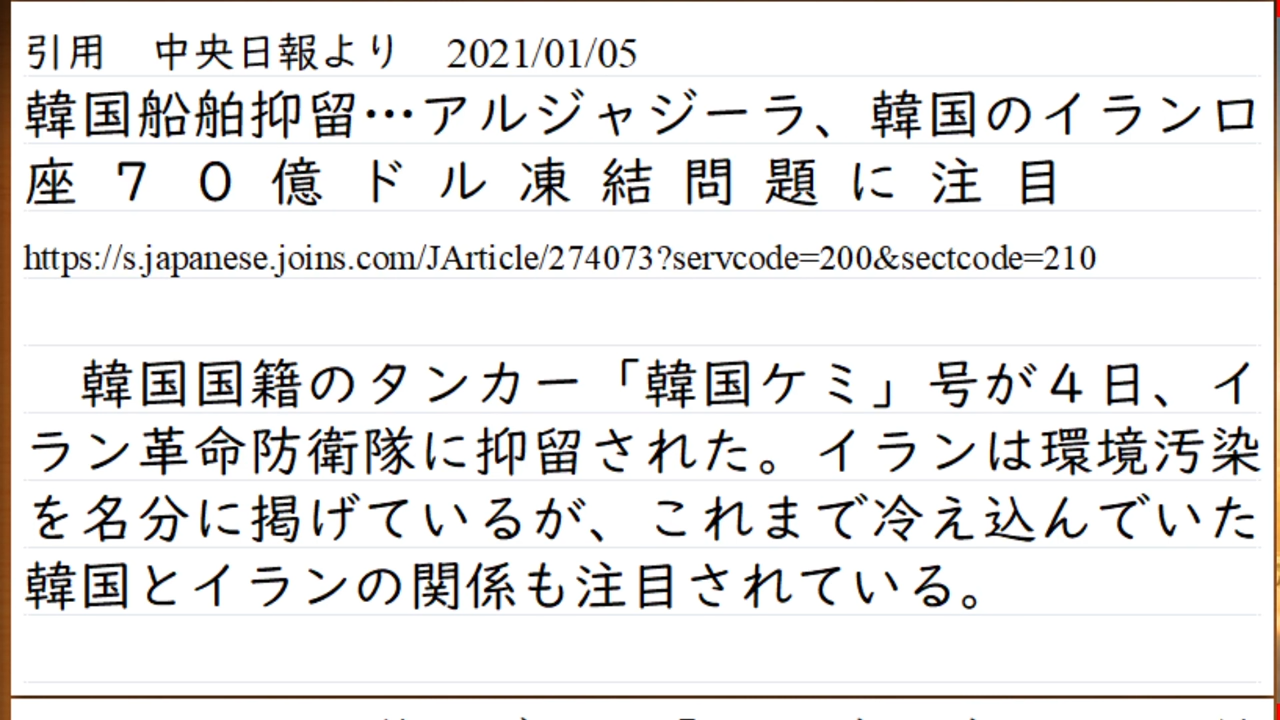 引用　中央日報より　2021/01/05
韓国船舶抑留…アルジャジーラ、韓国のイランロ
座７０億ドル凍結問題に注目
https://s.japanese.joins.com/JArticle/274073?servcode=200&sectcode=210
　韓国国籍のタンカー「韓国ケミ」号が４日、イ
ラン革命防衛隊に抑留された。イランは環境汚染
を名分に掲げているが、これまで冷え込んでいた
韓国とイランの関係も注目されている。